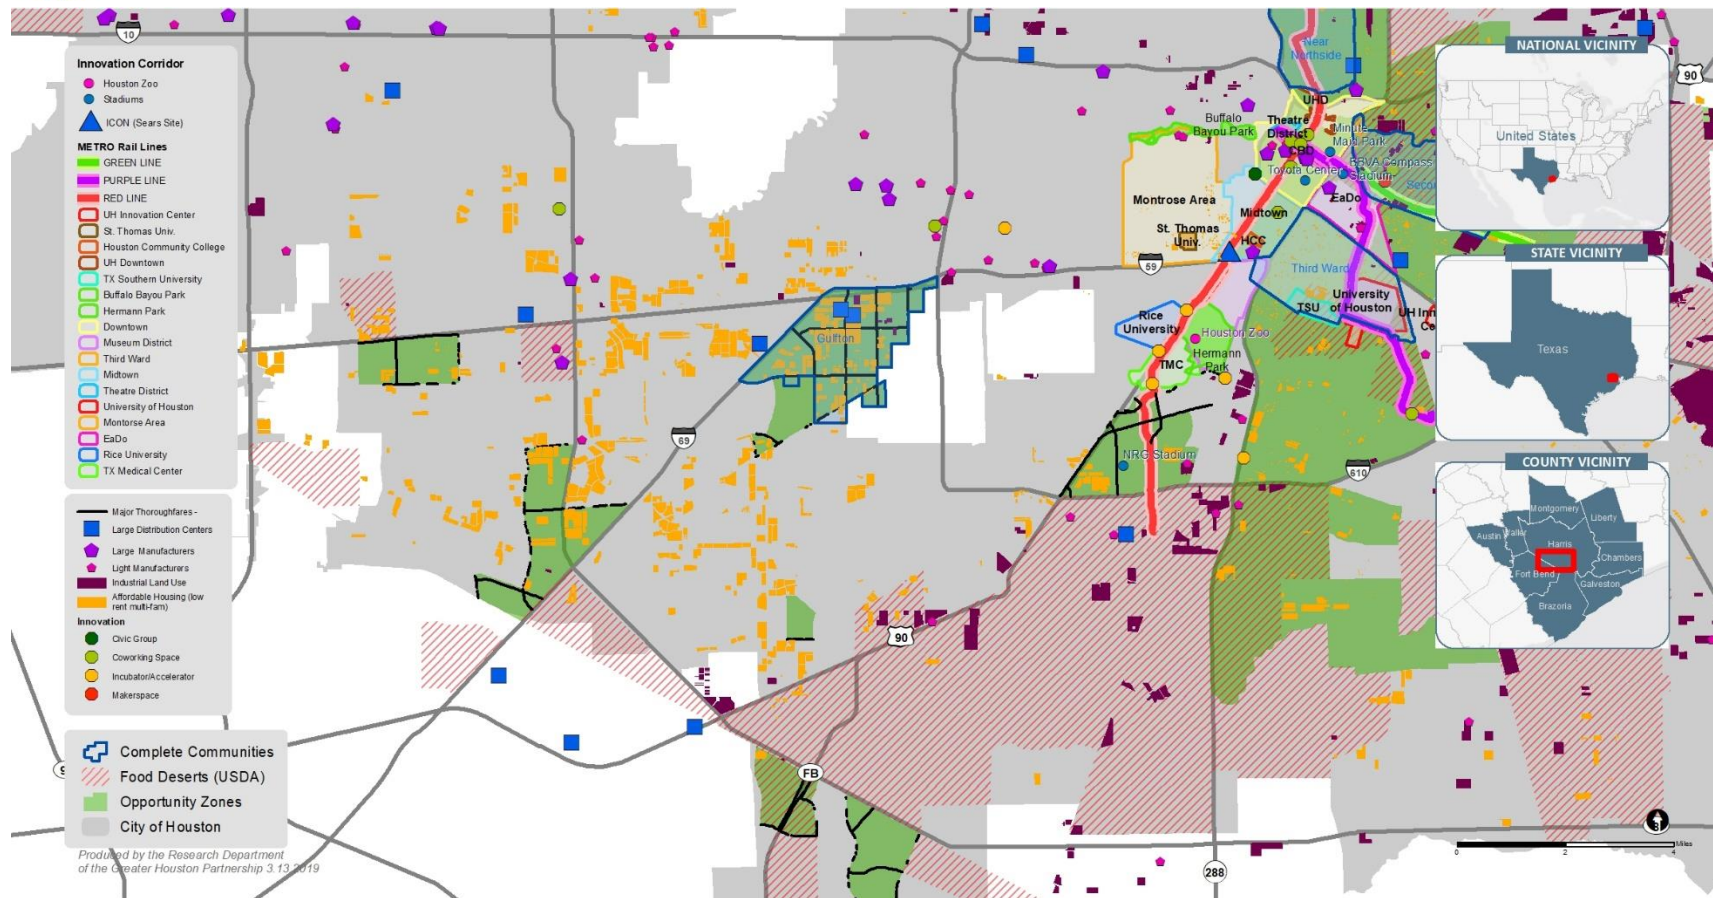 Innovation Corridor
Houston Zoo
Stadiums
ICON (Sears Site)
METRO Rail Lines
GREEN LINE
PURPLE LINE
RED LINE
UH Innovation Center
St. Thomas Univ.
Houston Community College
UH Downtown
TX Southern University
Buffalo Bayou Park
Hermann Park
Downtown
Museum District
Third Ward
Midtown
Theatre District
University of Houston
Montorse Area
EaDo
Rice University
TX Medical Center
Major Thoroughfares -
Large Distribution Centers
Large Manufacturers
Light Manufacturers
Industrial Land Use
Affordable Housing (low
rent multi-fam)
Innovation
Civic Group
Coworking Space
Incubator/Accelerator
Makerspace
Complete Communities
Food Deserts (USDA)
Opportunity Zones
City of Houston
Produced by the Research Department
of the Greater Houston Partnership 3.13.2019
10
Near
Northside
UHD
Buffalo
Bayou Park
Theatre
District
Minute
Maid Park
CBD
BBVA Compass
Stadium
Toyota Center
EaDo
Montrose Area
Midtown
St. Thomas
Univ.
HCC
59
Third Ward
TSU
University
of Houston
Rice
University
Houston Zoo
Hermann
Park
TMC
Gulfton
69
NRG Stadium
610
90
FB
288
90
NATIONAL VICINITY
United States
STATE VICINITY
Texas
COUNTY VICINITY
Montgomery
Liberty
Austin
Waller
Harris
Chambers
Fort Bend
Galveston
Brazoria
0
2
4
Miles